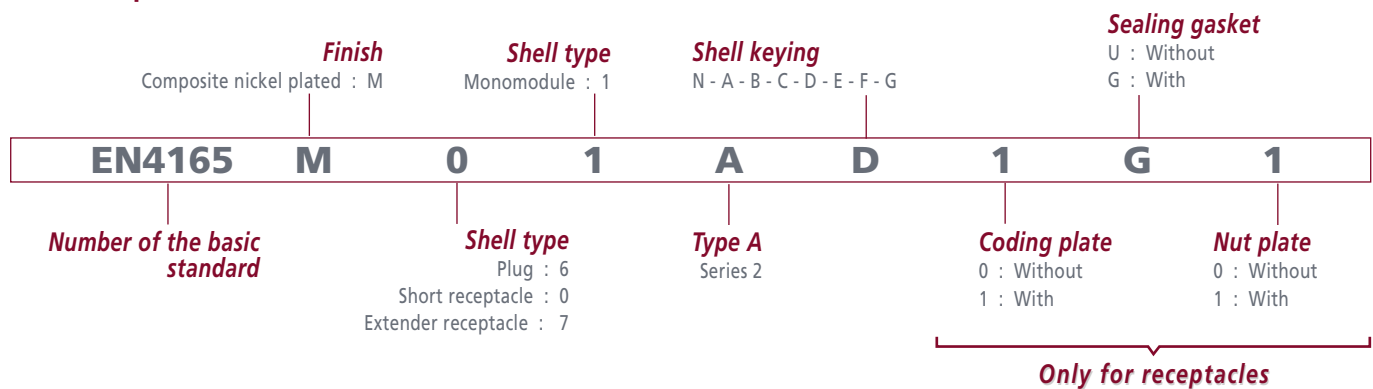 Finish
Composite nickel plated : M
Shell type
Monomodule : 1
Shell keying
N - A - B - C - D - E - F - G
Sealing gasket
U : Without
G : With
EN4165 M 0 1 A D 1 G 1
Number of the basic
standard
Shell type
Plug : 6
Short receptacle : 0
Extender receptacle : 7
Type A
Series 2
Coding plate
0 : Without
1 : With
Nut plate
0 : Without
1 : With
Only for receptacles